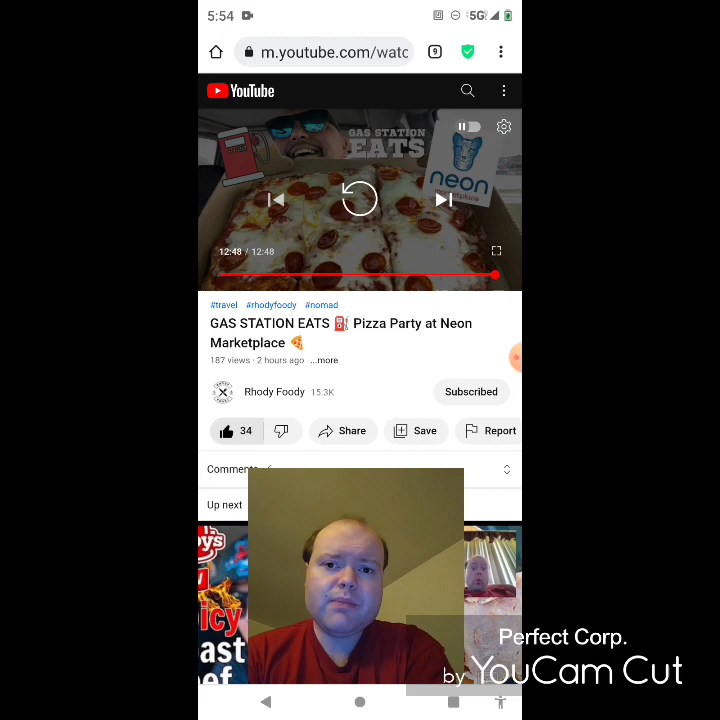 5:54
5G
m.youtube.com/watc
9
YouTube
GAS STATION
EATS
neon
marketplace
12:48 / 12:48
#travel #rhodyfoody #nomad
GAS STATION EATS ⛽ Pizza Party at Neon
Marketplace 🍕
187 views · 2 hours ago ...more
Rhody Foody 15.3K
Subscribed
34
Share
Save
Report
Comments
Up next
Perfect Corp.
by YouCam Cut